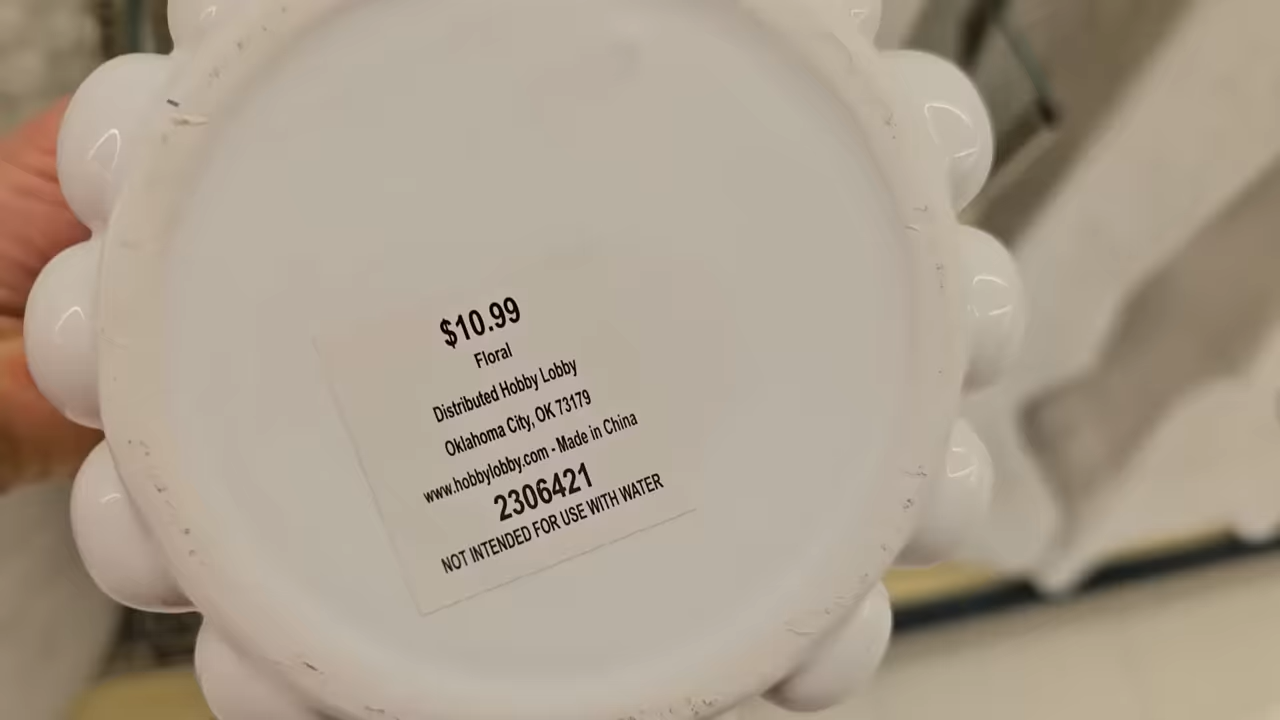 $10.99
Floral
Distributed Hobby Lobby
Oklahoma City, OK 73179
www.hobbylobby.com - Made in China
2306421
NOT INTENDED FOR USE WITH WATER